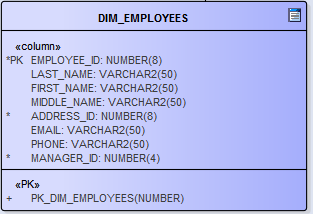 DIM_EMPLOYEES
«column»
*PK EMPLOYEE_ID: NUMBER(8)
LAST_NAME: VARCHAR2(50)
FIRST_NAME: VARCHAR2(50)
MIDDLE_NAME: VARCHAR2(50)
* ADDRESS_ID: NUMBER(8)
EMAIL: VARCHAR2(50)
PHONE: VARCHAR2(50)
* MANAGER_ID: NUMBER(4)
«PK»
+ PK_DIM_EMPLOYEES(NUMBER)